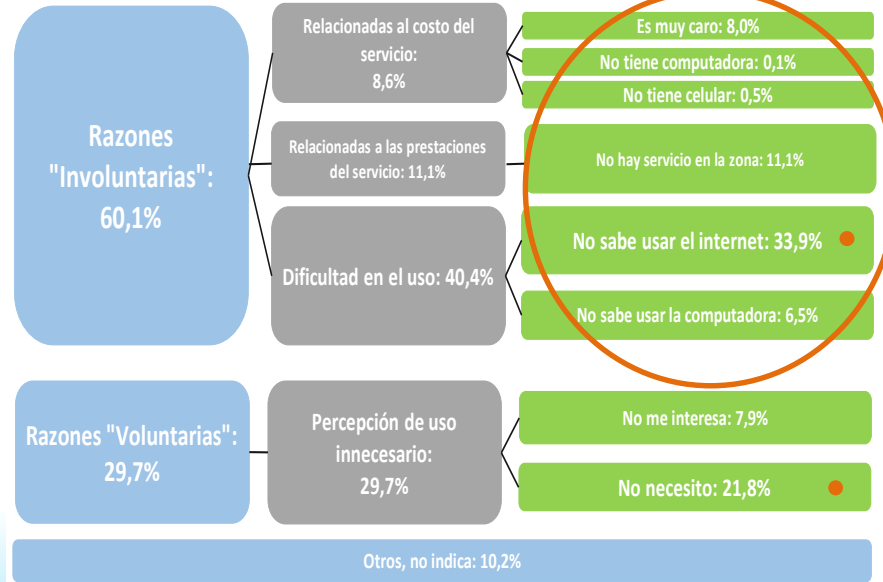 Razones
"Involuntarias":
60,1%
Relacionadas al costo del
servicio:
8,6%
Es muy caro: 8,0%
No tiene computadora: 0,1%
No tiene celular: 0,5%
Relacionadas a las prestaciones
del servicio: 11,1%
No hay servicio en la zona: 11,1%
Dificultad en el uso: 40,4%
No sabe usar el internet: 33,9%
No sabe usar la computadora: 6,5%
Razones "Voluntarias":
29,7%
Percepción de uso
innecesario:
29,7%
No me interesa: 7,9%
No necesito: 21,8%
Otros, no indica: 10,2%